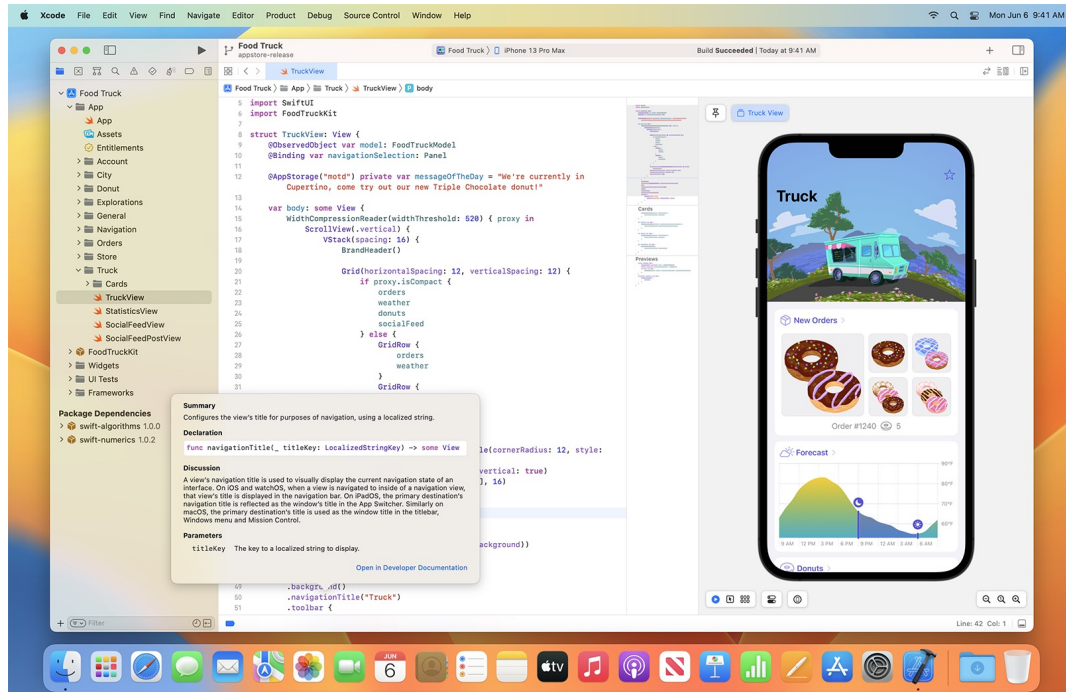 Xcode File Edit View Find Navigate Editor Product Debug Source Control Window Help
Mon Jun 6 9:41 AM
Food Truck
appstore-release
Food Truck
iPhone 13 Pro Max
Build Succeeded | Today at 9:41 AM
TruckView
Food Truck
App
App
Assets
Entitlements
Account
City
Donut
Explorations
General
Navigation
Orders
Store
Truck
Cards
TruckView
StatisticsView
SocialFeedView
SocialFeedPostView
FoodTruckKit
Widgets
UI Tests
Frameworks
Package Dependencies
swift-algorithms 1.0.0
swift-numerics 1.0.2
Filter
Food Truck App Truck TruckView body
5 import SwiftUI
6 import FoodTruckKit
7
8 struct TruckView: View {
9 @ObservedObject var model: FoodTruckModel
10 @Binding var navigationSelection: Panel
11
12 @AppStorage("motd") private var messageOfTheDay = "We're currently in
Cupertino, come try out our new Triple Chocolate donut!"
13
14 var body: some View {
15 WidthCompressionReader(widthThreshold: 520) { proxy in
16 ScrollView(.vertical) {
17 VStack(spacing: 16) {
18 BrandHeader()
19
20 Grid(horizontalSpacing: 12, verticalSpacing: 12) {
21 if proxy.isCompact {
22 orders
23 weather
24 donuts
25 socialFeed
26 } else {
27 GridRow {
28 orders
29 weather
30 }
31 GridRow {
le(cornerRadius: 12, style:
vertical: true)
], 16)
ackground))
49 .background()
50 .navigationTitle("Truck")
51 .toolbar {
Summary
Configures the view's title for purposes of navigation, using a localized string.
Declaration
func navigationTitle(_ titleKey: LocalizedStringKey) -> some View
Discussion
A view's navigation title is used to visually display the current navigation state of an
interface. On iOS and watchOS, when a view is navigated to inside of a navigation view,
that view's title is displayed in the navigation bar. On iPadOS, the primary destination's
navigation title is reflected as the window's title in the App Switcher. Similarly on
macOS, the primary destination's title is used as the window title in the titlebar,
Windows menu and Mission Control.
Parameters
titleKey The key to a localized string to display.
Open in Developer Documentation
Cards
Previews
Truck View
Truck
New Orders
Order #1240 5
Forecast
90°F
80°F
70°F
60°F
9 AM 12 PM 3 PM 6 PM 9 PM 12 AM 3 AM 6 AM
Donuts
Line: 42 Col: 1
JUN
6
tv